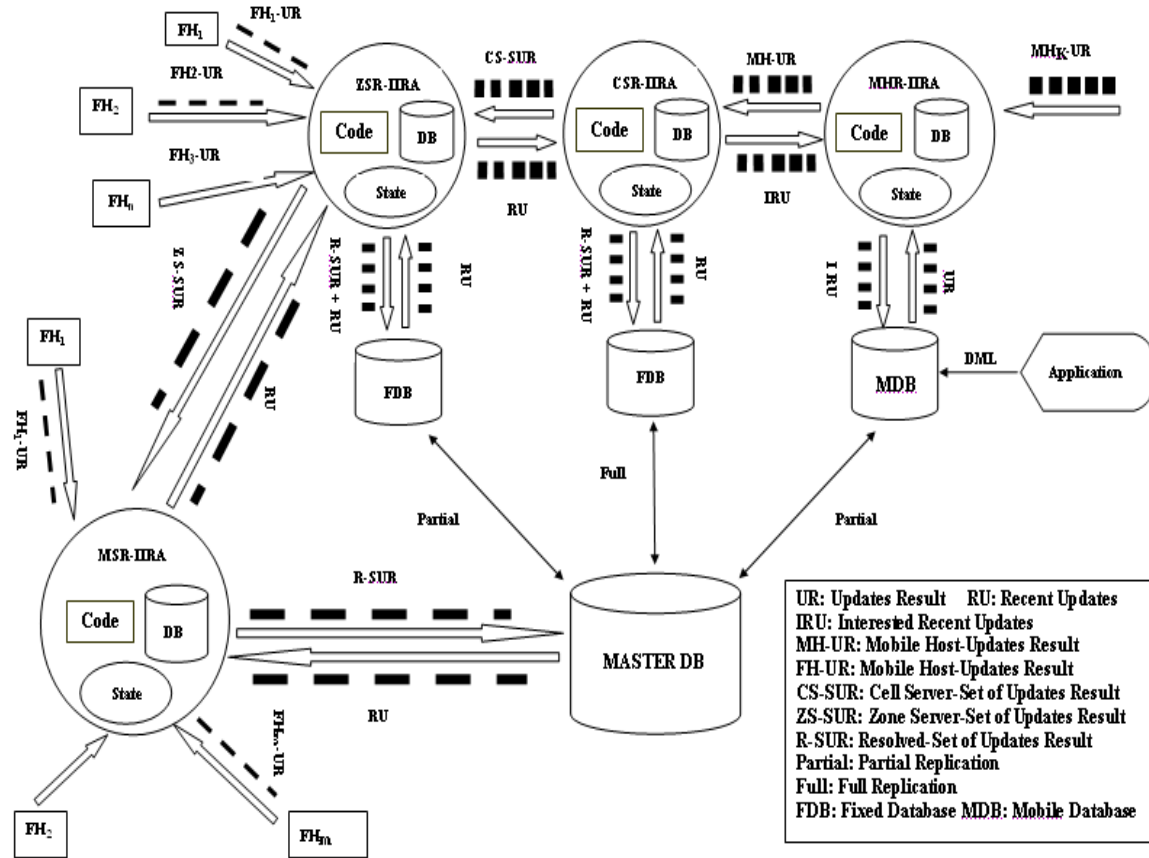 FH₁
FH₁-UR
FH2-UR
FH₂
FH₃-UR
FHₙ
ZSR-IIRA
Code
DB
State
CS-SUR
RU
CSR-IIRA
Code
DB
State
MH-UR
IRU
MHR-IIRA
Code
DB
State
MHK-UR
ZS-SUR
RU
R-SUR + RU
RU
R-SUR + RU
RU
I RU
UR
FDB
FDB
MDB
DML
Application
FH₁
FH₁-UR
Partial
Full
Partial
MSR-IIRA
Code
DB
State
R-SUR
RU
MASTER DB
FHₘ-UR
FH₂
FHₘ
UR: Updates Result RU: Recent Updates
IRU: Interested Recent Updates
MH-UR: Mobile Host-Updates Result
FH-UR: Mobile Host-Updates Result
CS-SUR: Cell Server-Set of Updates Result
ZS-SUR: Zone Server-Set of Updates Result
R-SUR: Resolved-Set of Updates Result
Partial: Partial Replication
Full: Full Replication
FDB: Fixed Database MDB: Mobile Database